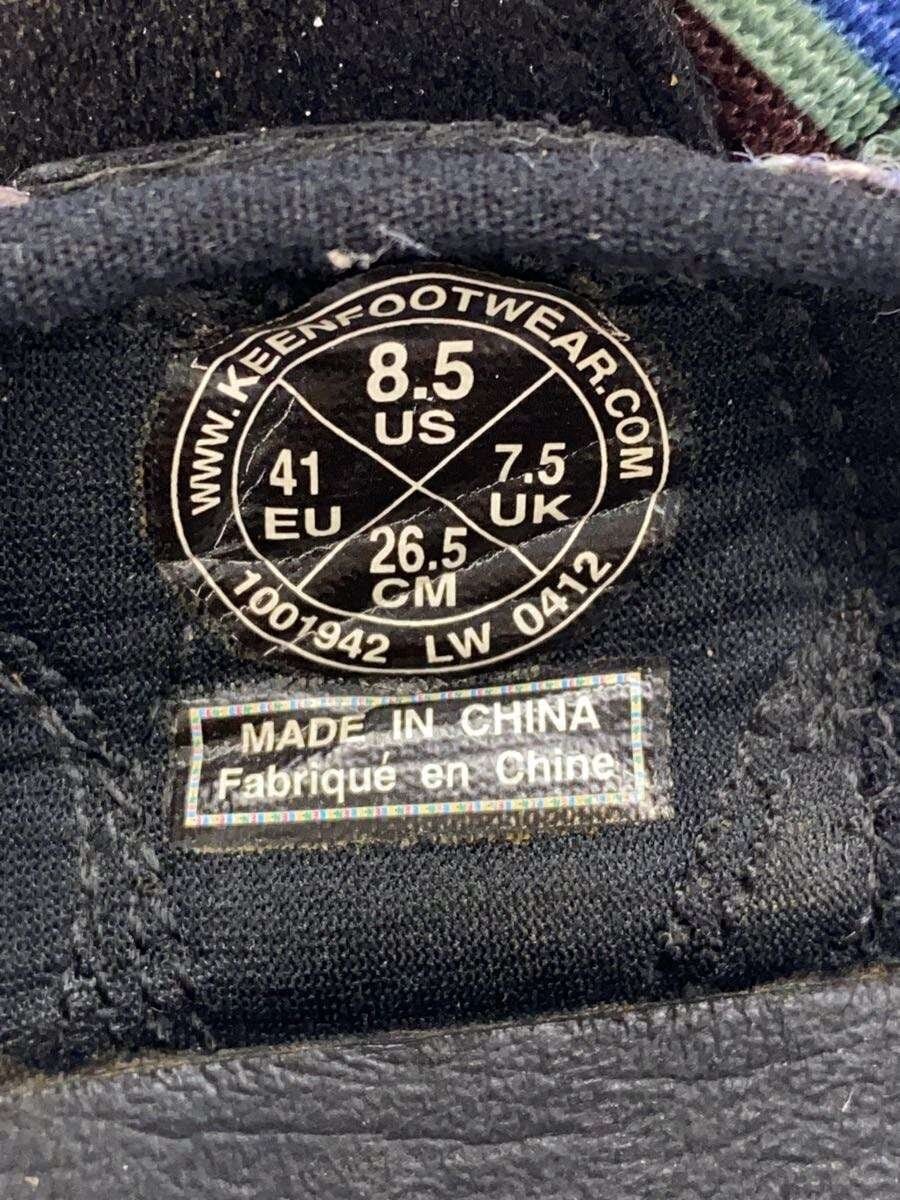 WWW.KEENFOOTWEAR.COM
8.5
US
41
EU
7.5
UK
26.5
CM
1001942 LW 0412
MADE IN CHINA
Fabriqué en Chine